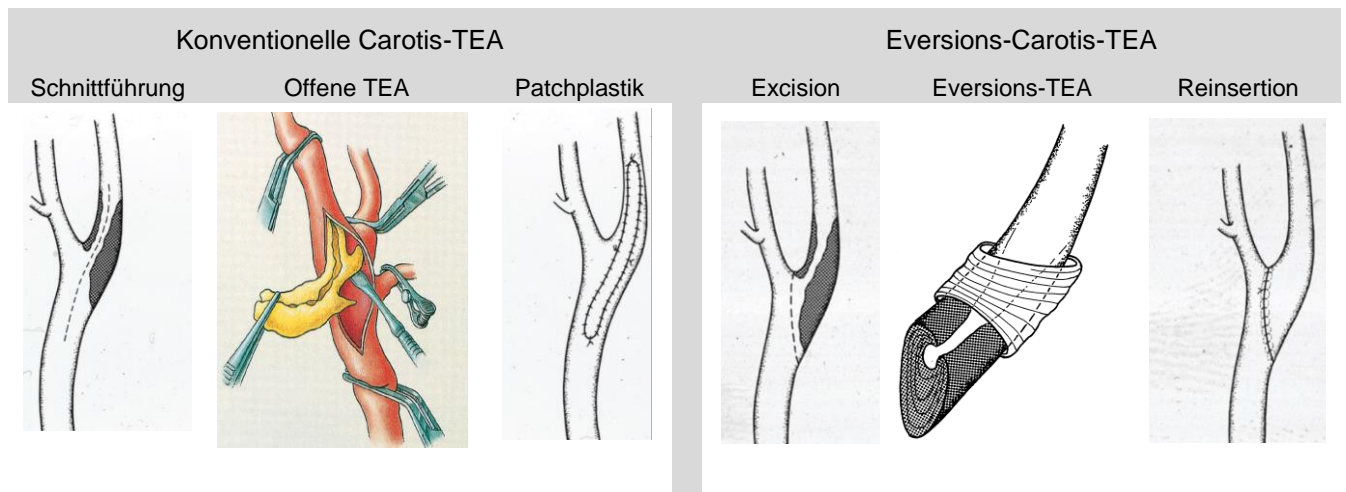 Konventionelle Carotis-TEA
Schnittführung Offene TEA Patchplastik
Eversions-Carotis-TEA
Excision Eversions-TEA Reinsertion